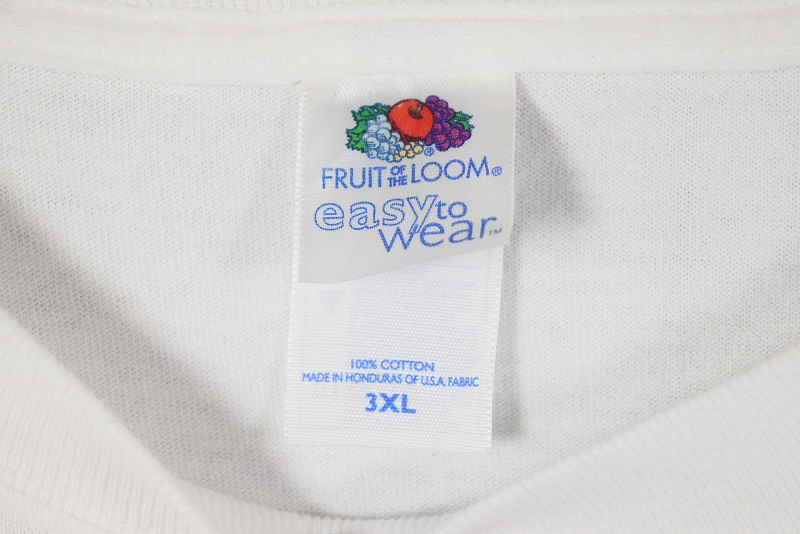 FRUIT OF THE LOOM®
easy to
wear™
100% COTTON
MADE IN HONDURAS OF U.S.A. FABRIC
3XL